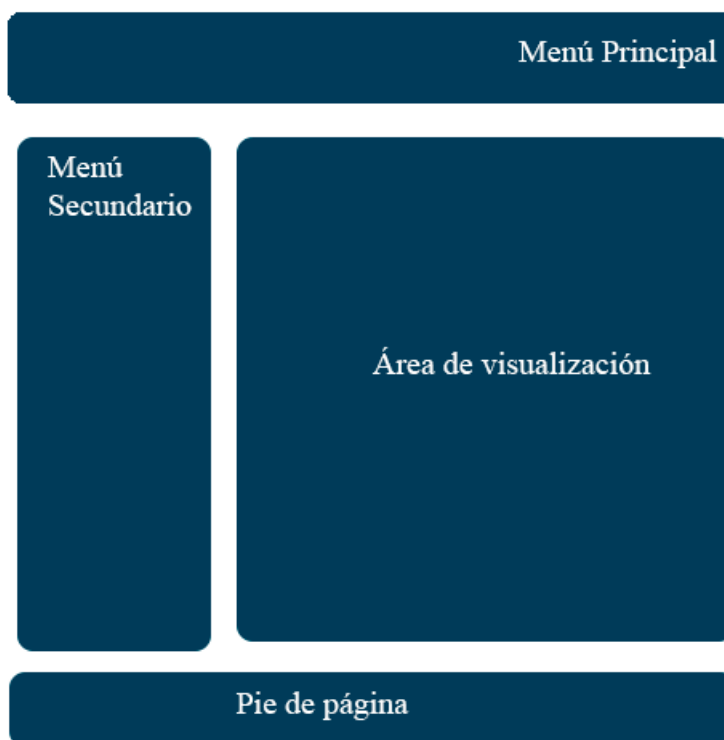 Menú Principal
Menú
Secundario
Área de visualización
Pie de página